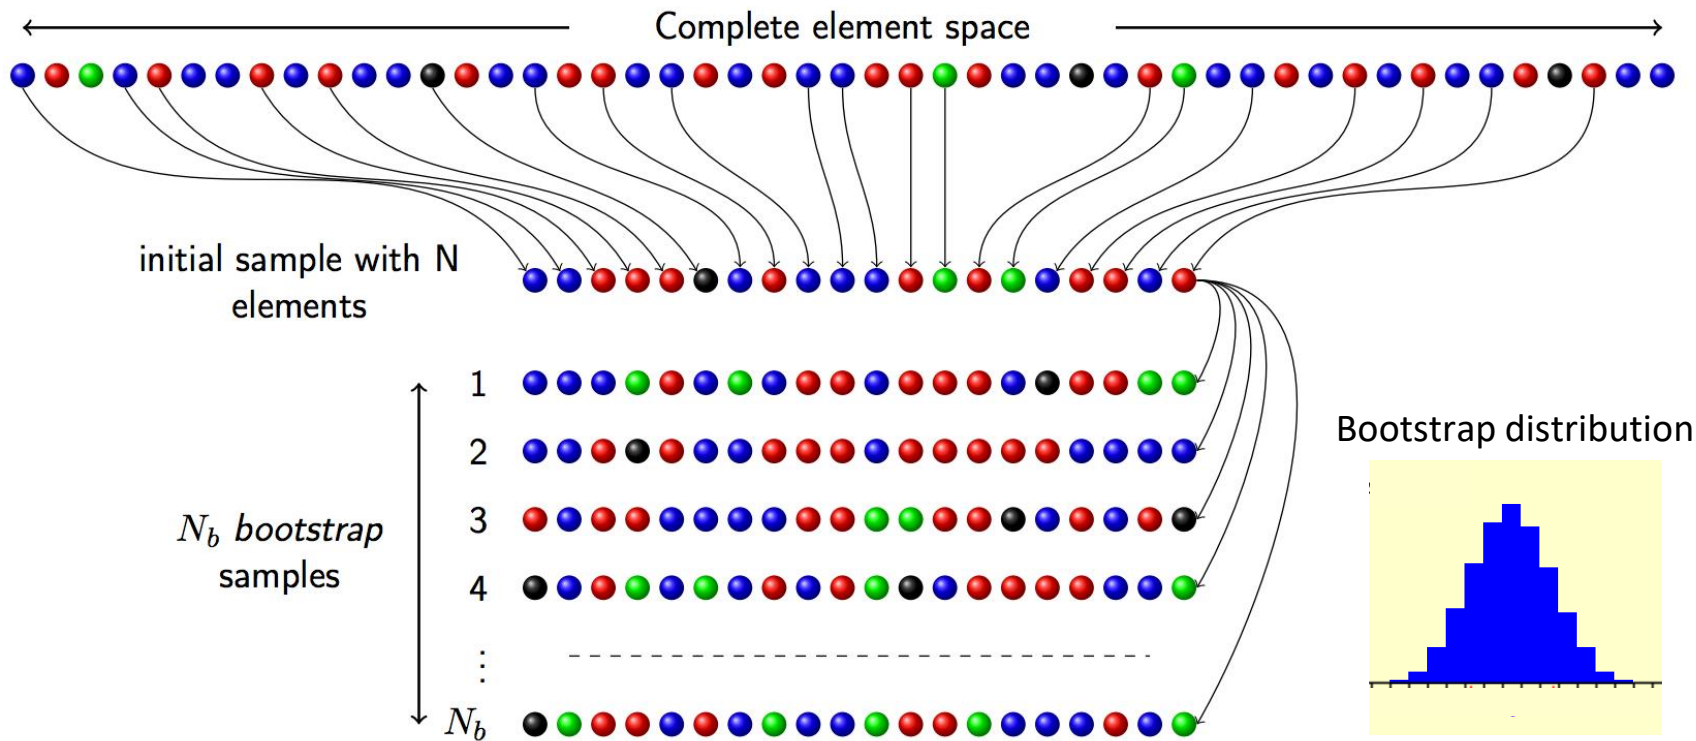 Complete element space
initial sample with N
elements
1
2
Bootstrap distribution
3
N_b bootstrap
samples
4
⋮
N_b